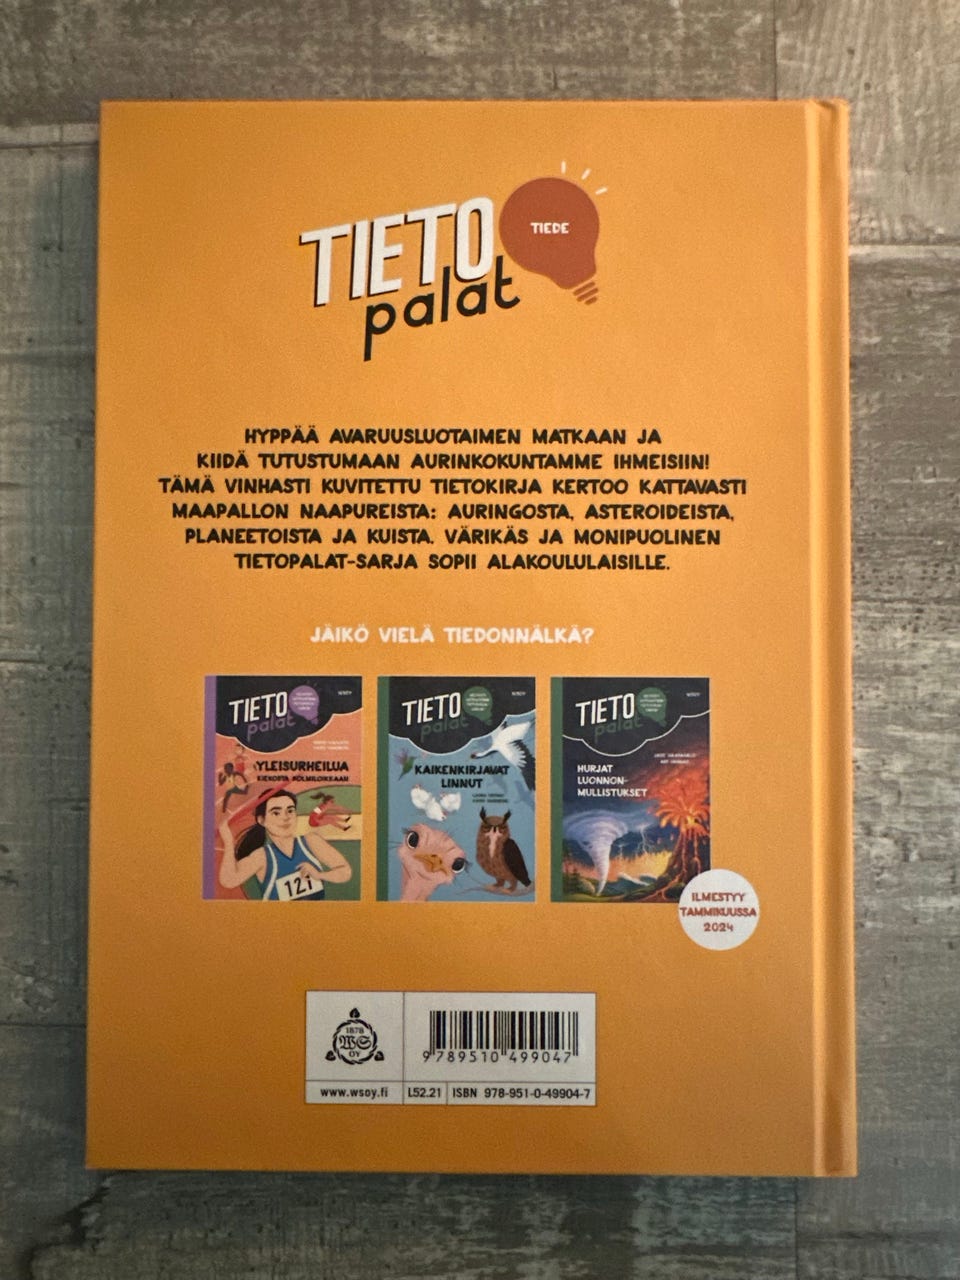 TIETO
palat
TIEDE
HYPPÄÄ AVARUUSLUOTAIMEN MATKAAN JA
KIIDÄ TUTUSTUMAAN AURINKOKUNTAMME IHMEISIIN!
TÄMÄ VINHASTI KUVITETTU TIETOKIRJA KERTOO KATTAVASTI
MAAPALLON NAAPUREISTA: AURINGOSTA, ASTEROIDEISTA,
PLANEETOISTA JA KUISTA. VÄRIKÄS JA MONIPUOLINEN
TIETOPALAT-SARJA SOPII ALAKOULULAISILLE.
JÄIKÖ VIELÄ TIEDONNÄLKÄ?
WSOY
TIETO
palat
YLEISURHEILUA
KIEKOSTA KOLMILOIKKAAN
121
WSOY
TIETO
palat
KAIKENKIRJAVAT
LINNUT
WSOY
TIETO
palat
HURJAT
LUONNON-
MULLISTUKSET
ILMESTYY
TAMMIKUUSSA
2024
1878
WS
OY
9 789510 499047
www.wsoy.fi
L52.21
ISBN 978-951-0-49904-7